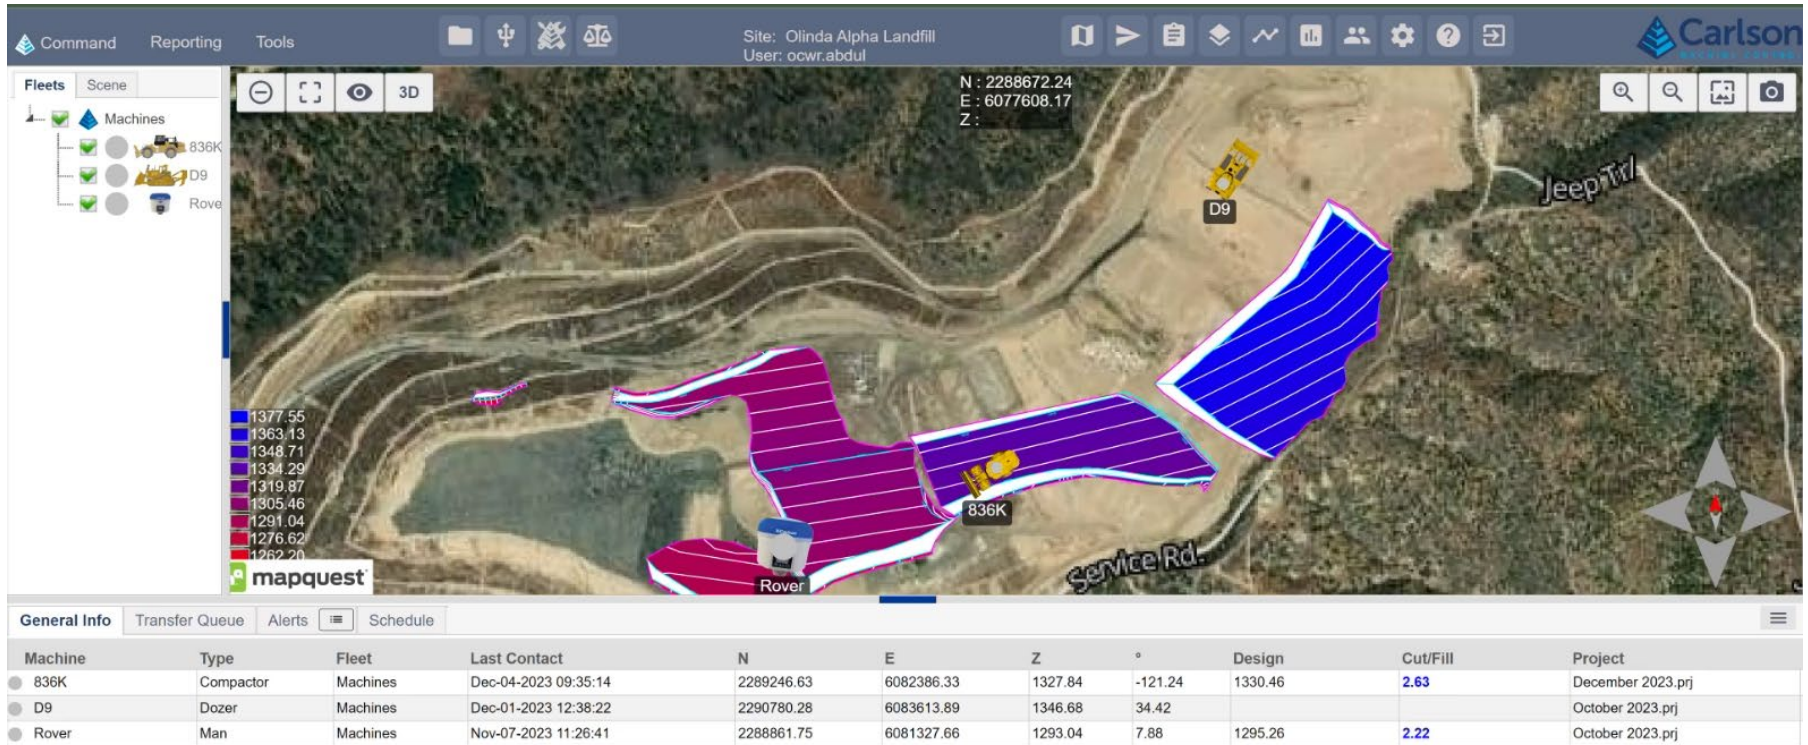 Command Reporting Tools
Site: Olinda Alpha Landfill
User: ocwr.abdul
Carlson
MACHINE CONTROL
Fleets Scene
Machines
836K
D9
Rove
3D
N : 2288672.24
E : 6077608.17
Z :
Jeep Trl
D9
836K
Service Rd.
Rover
1377.55
1363.13
1348.71
1334.29
1319.87
1305.46
1291.04
1276.62
1262.20
mapquest
General Info Transfer Queue Alerts Schedule
Machine Type Fleet Last Contact N E Z ° Design Cut/Fill Project
836K Compactor Machines Dec-04-2023 09:35:14 2289246.63 6082386.33 1327.84 -121.24 1330.46 2.63 December 2023.prj
D9 Dozer Machines Dec-01-2023 12:38:22 2290780.28 6083613.89 1346.68 34.42 October 2023.prj
Rover Man Machines Nov-07-2023 11:26:41 2288861.75 6081327.66 1293.04 7.88 1295.26 2.22 October 2023.prj